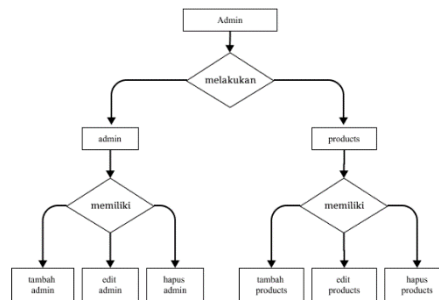 Admin
melakukan
admin
products
memiliki
memiliki
tambah
admin
edit
admin
hapus
admin
tambah
products
edit
products
hapus
products